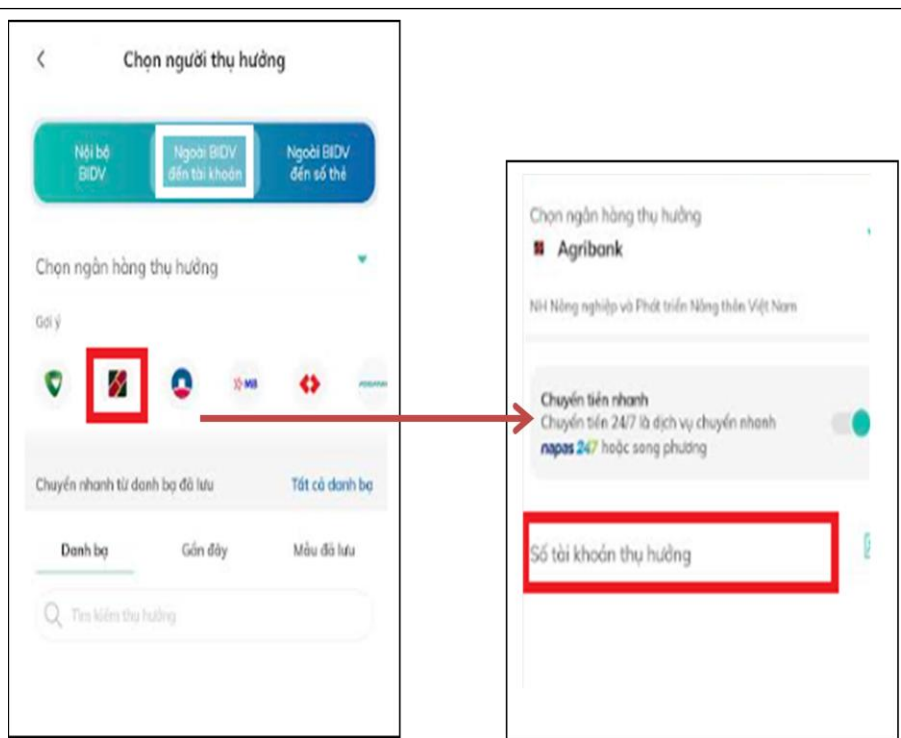 Chọn người thụ hưởng
Nội bộ
BIDV
Ngoài BIDV
đến tài khoản
Ngoài BIDV
đến số thẻ
Chọn ngân hàng thụ hưởng
Gợi ý
MB
Chuyển nhanh từ danh bạ đã lưu
Tất cả danh bạ
Danh bạ
Gần đây
Mẫu đã lưu
Tìm kiếm thụ hưởng
Chọn ngân hàng thụ hưởng
Agribank
NH Nông nghiệp và Phát triển Nông thôn Việt Nam
Chuyển tiền nhanh
Chuyển tiền 24/7 là dịch vụ chuyển nhanh
napas 247 hoặc song phương
Số tài khoản thụ hưởng